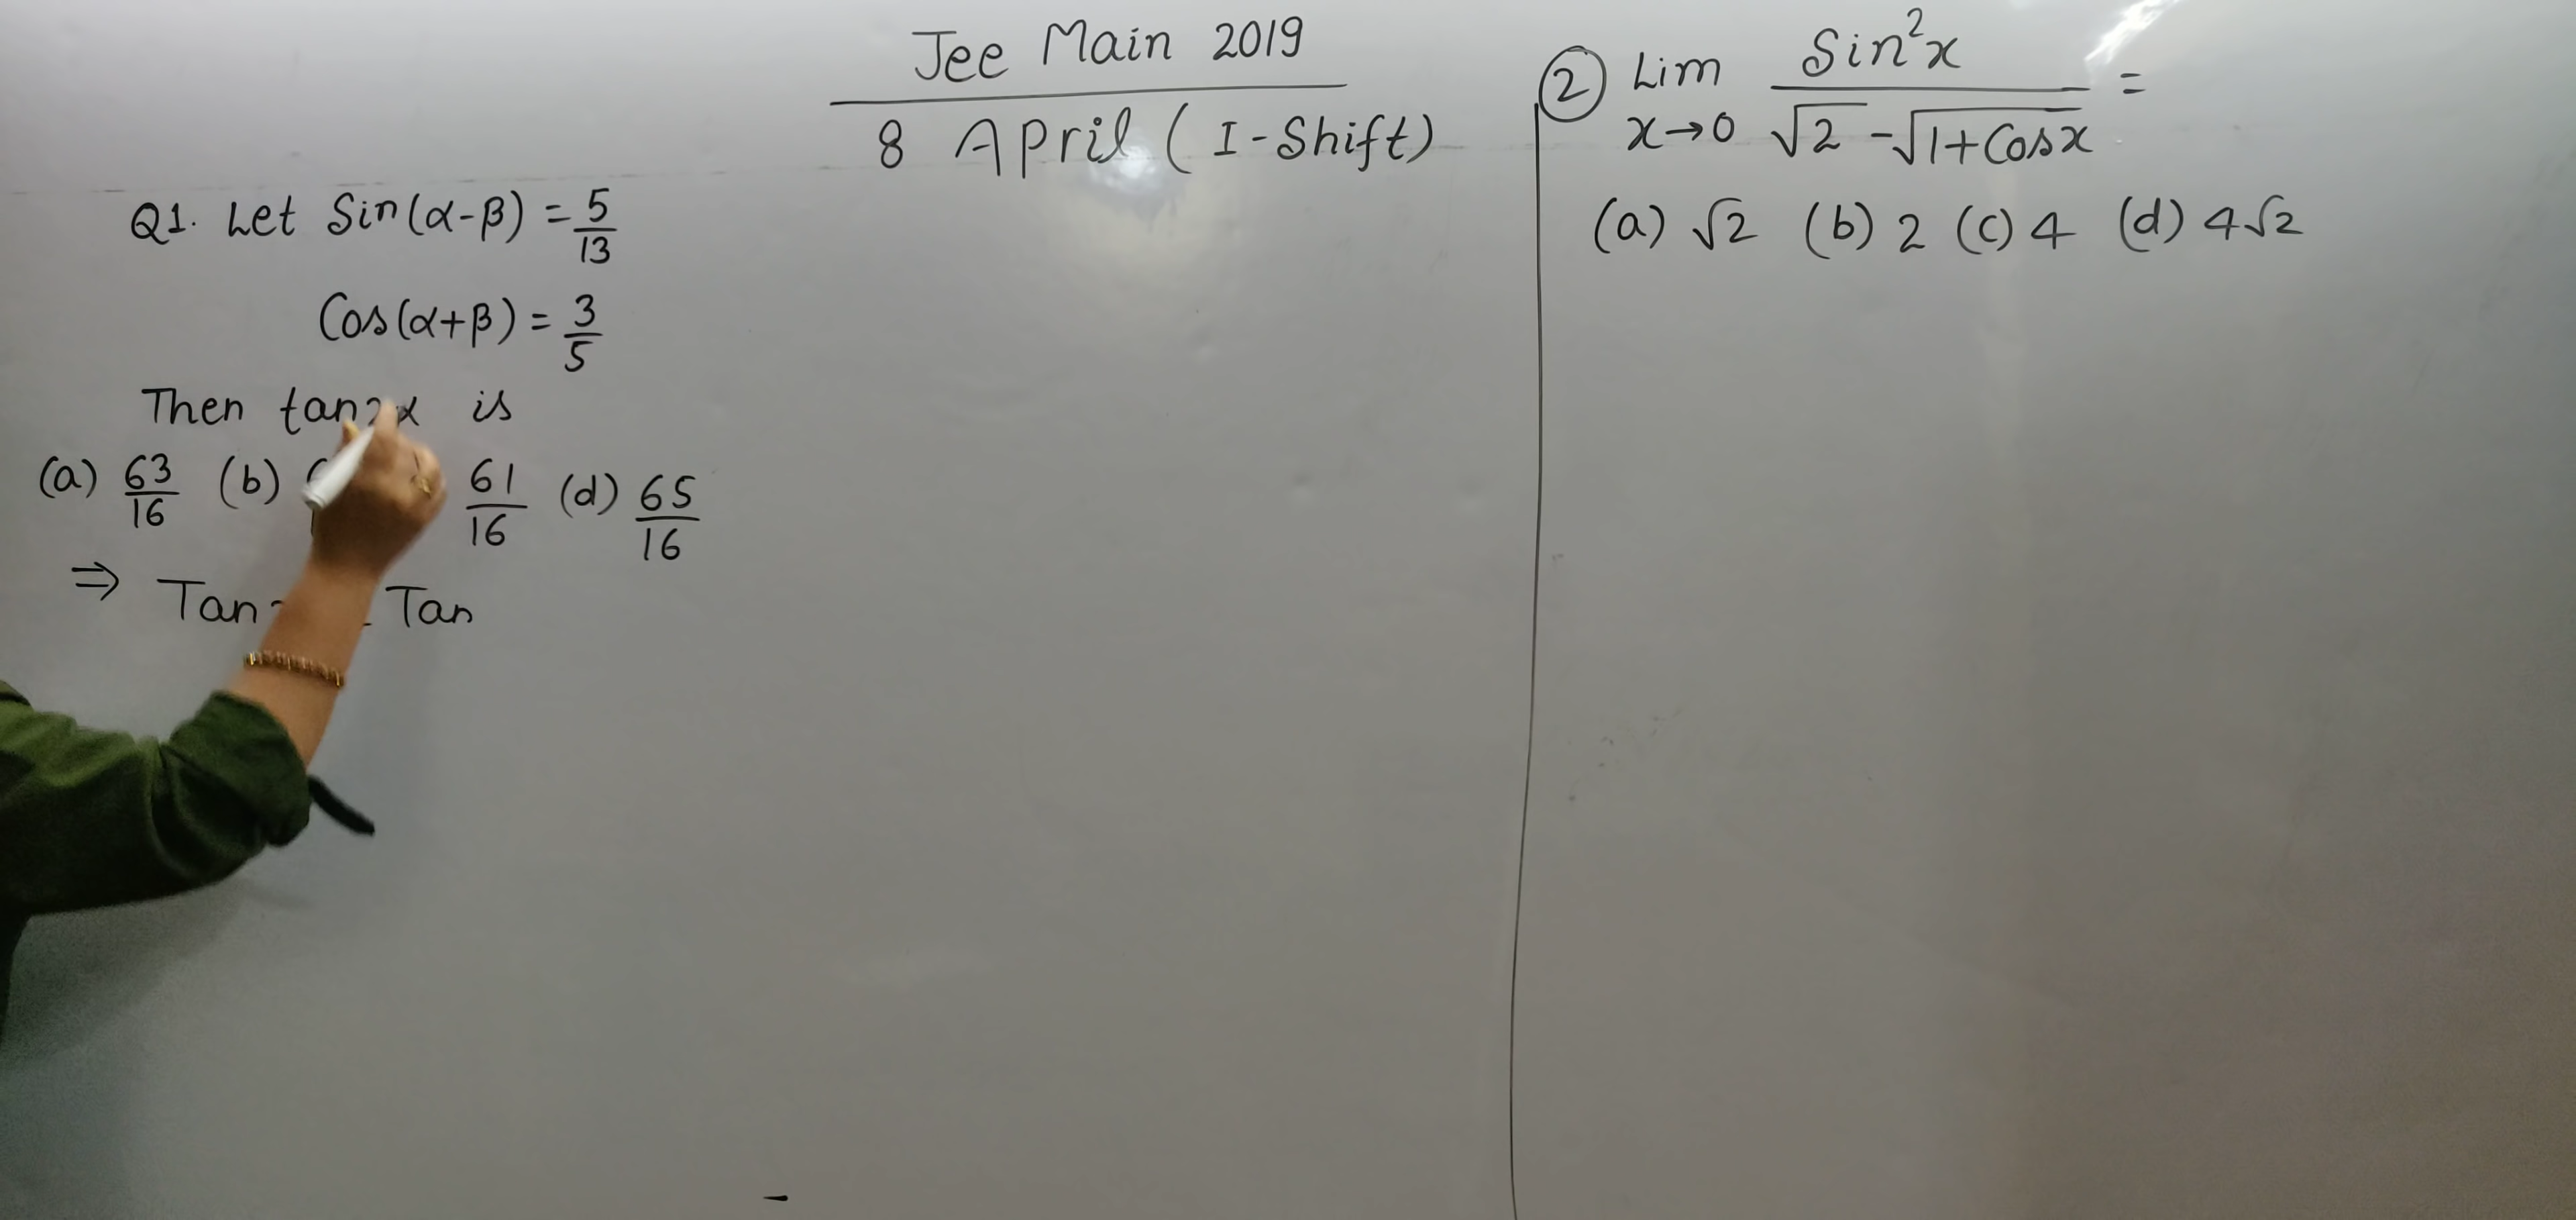 Jee Main 2019
8 April (I-Shift)
Q1. Let Sin(α-β) = 5/13
Cos(α+β) = 3/5
Then tan2α is
(a) 63/16 (b) 61/16 (d) 65/16
⇒ Tan Tan
② Lim x→0 Sin²x / √2 - √1+Cosx =
(a) √2 (b) 2 (c) 4 (d) 4√2